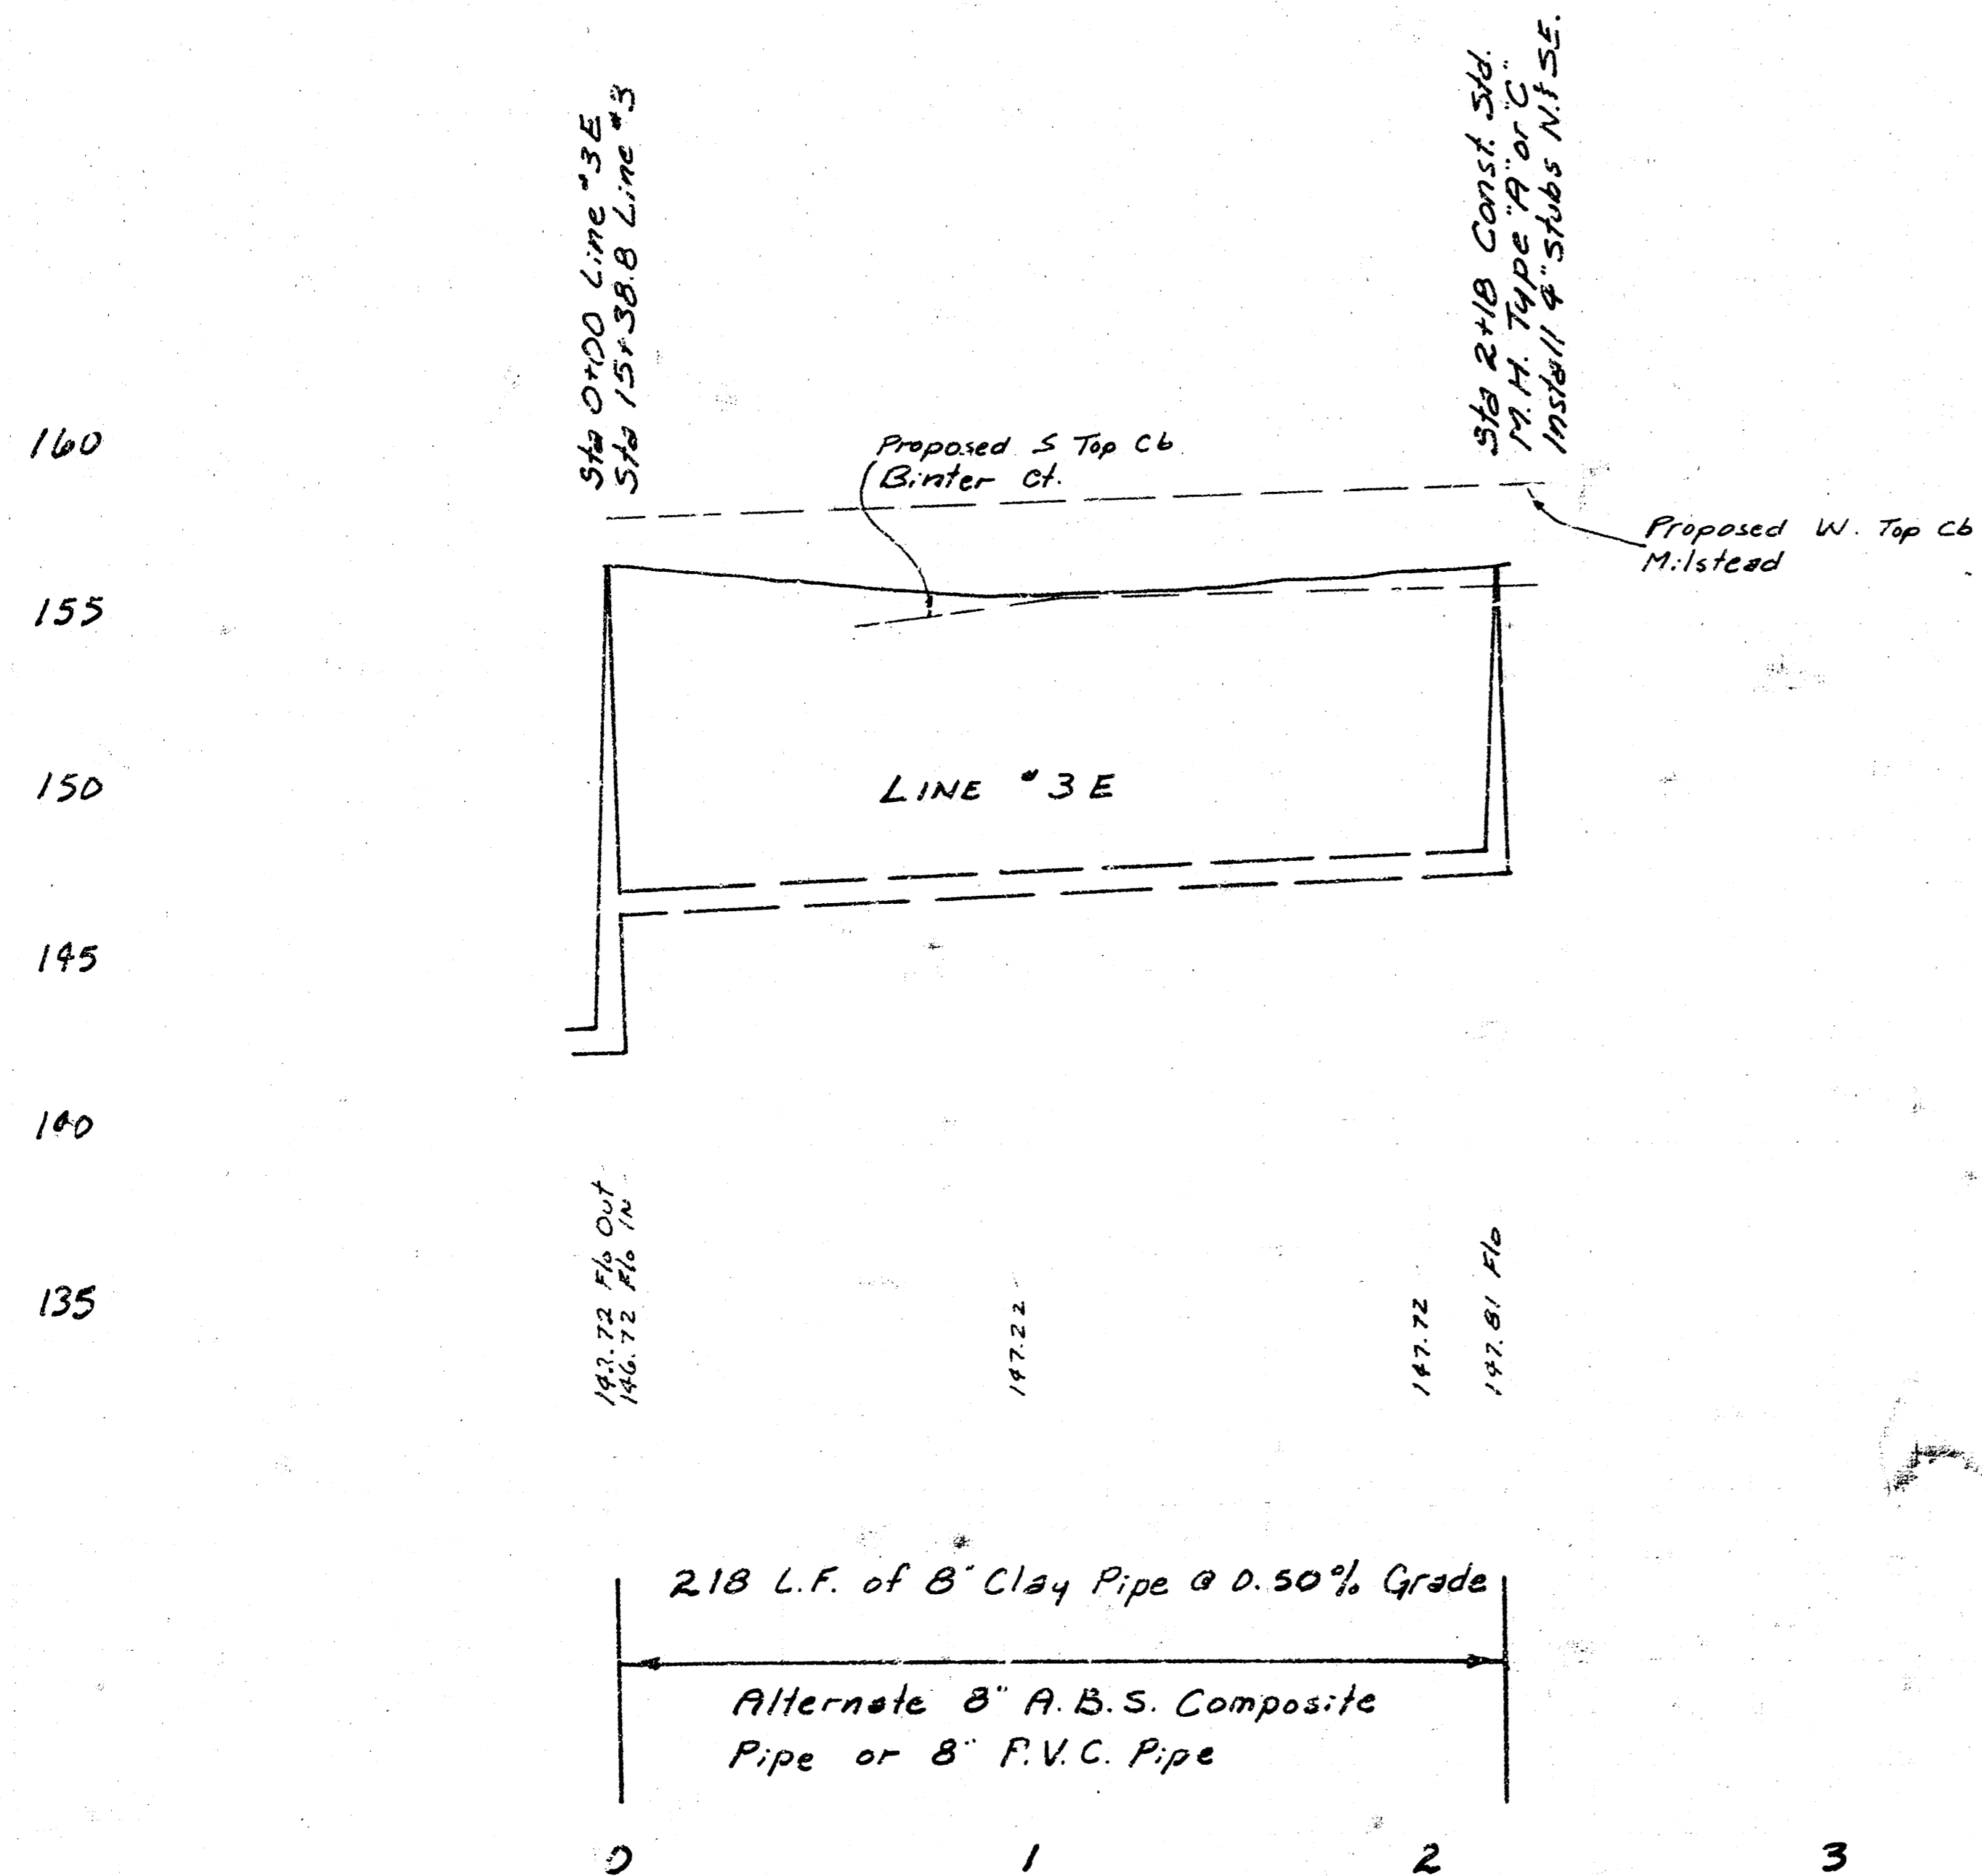 Sta 0+00 Line #3E
Sta 15+38.8 Line #3
Sta 2+18 Const. Std.
M.H. Type "A" or "C"
Install 4" Stubs N. & SE.
160
Proposed S Top Cb.
Binter Ct.
Proposed W. Top Cb
Milstead
155
150
LINE #3E
145
140
135
Flo Out
146.72 Flo IN
147.22
147.72
147.81 Flo
218 L.F. of 8" Clay Pipe @ 0.50% Grade
Alternate 8" A.B.S. Composite
Pipe or 8" P.V.C. Pipe
0 1 2 3